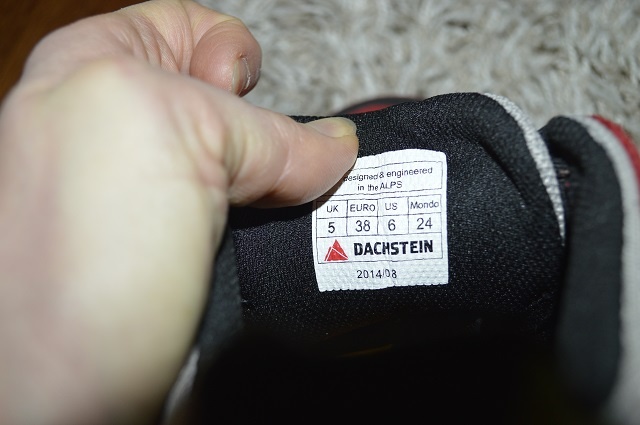 designed & engineered
in the ALPS
UK EURO US Mondo
5 38 6 24
DACHSTEIN
2014/08